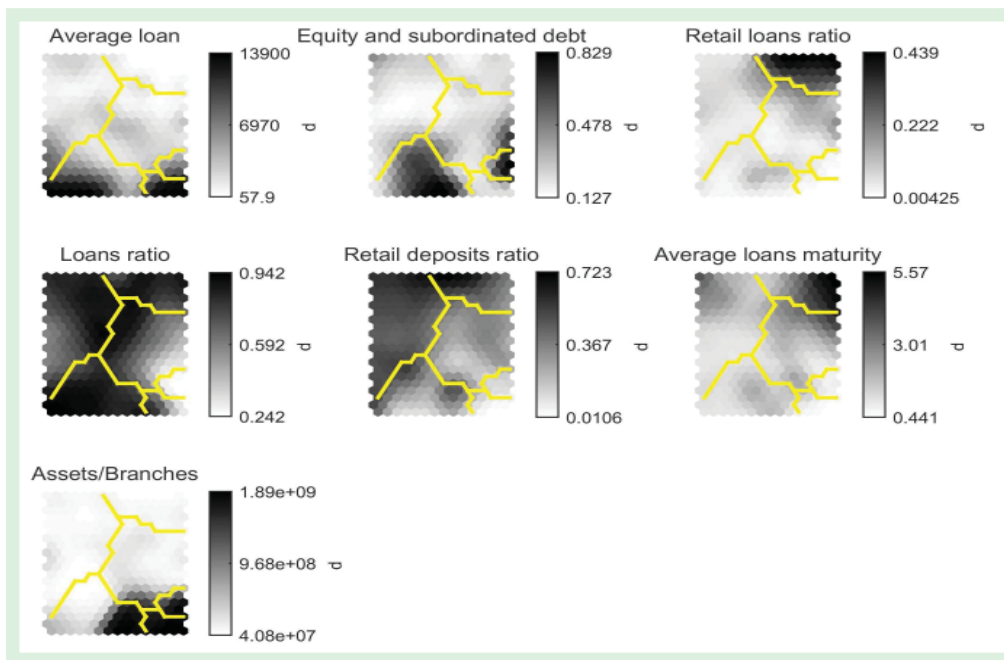 Average loan
13900
6970
57.9
d
Equity and subordinated debt
0.829
0.478
0.127
d
Retail loans ratio
0.439
0.222
0.00425
d
Loans ratio
0.942
0.592
0.242
d
Retail deposits ratio
0.723
0.367
0.0106
d
Average loans maturity
5.57
3.01
0.441
d
Assets/Branches
1.89e+09
9.68e+08
4.08e+07
d